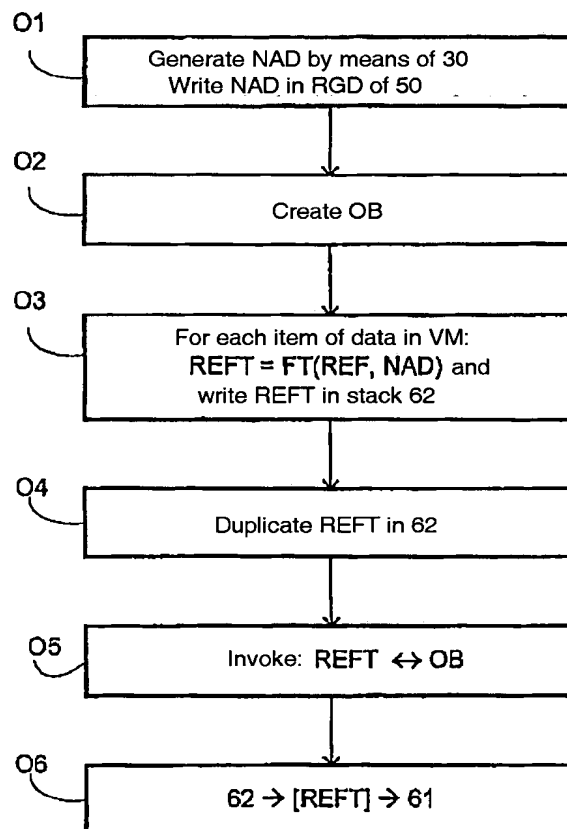 O1
Generate NAD by means of 30
Write NAD in RGD of 50
O2
Create OB
O3
For each item of data in VM:
REFT = FT(REF, NAD) and
write REFT in stack 62
O4
Duplicate REFT in 62
O5
Invoke: REFT ↔ OB
O6
62 → [REFT] → 61